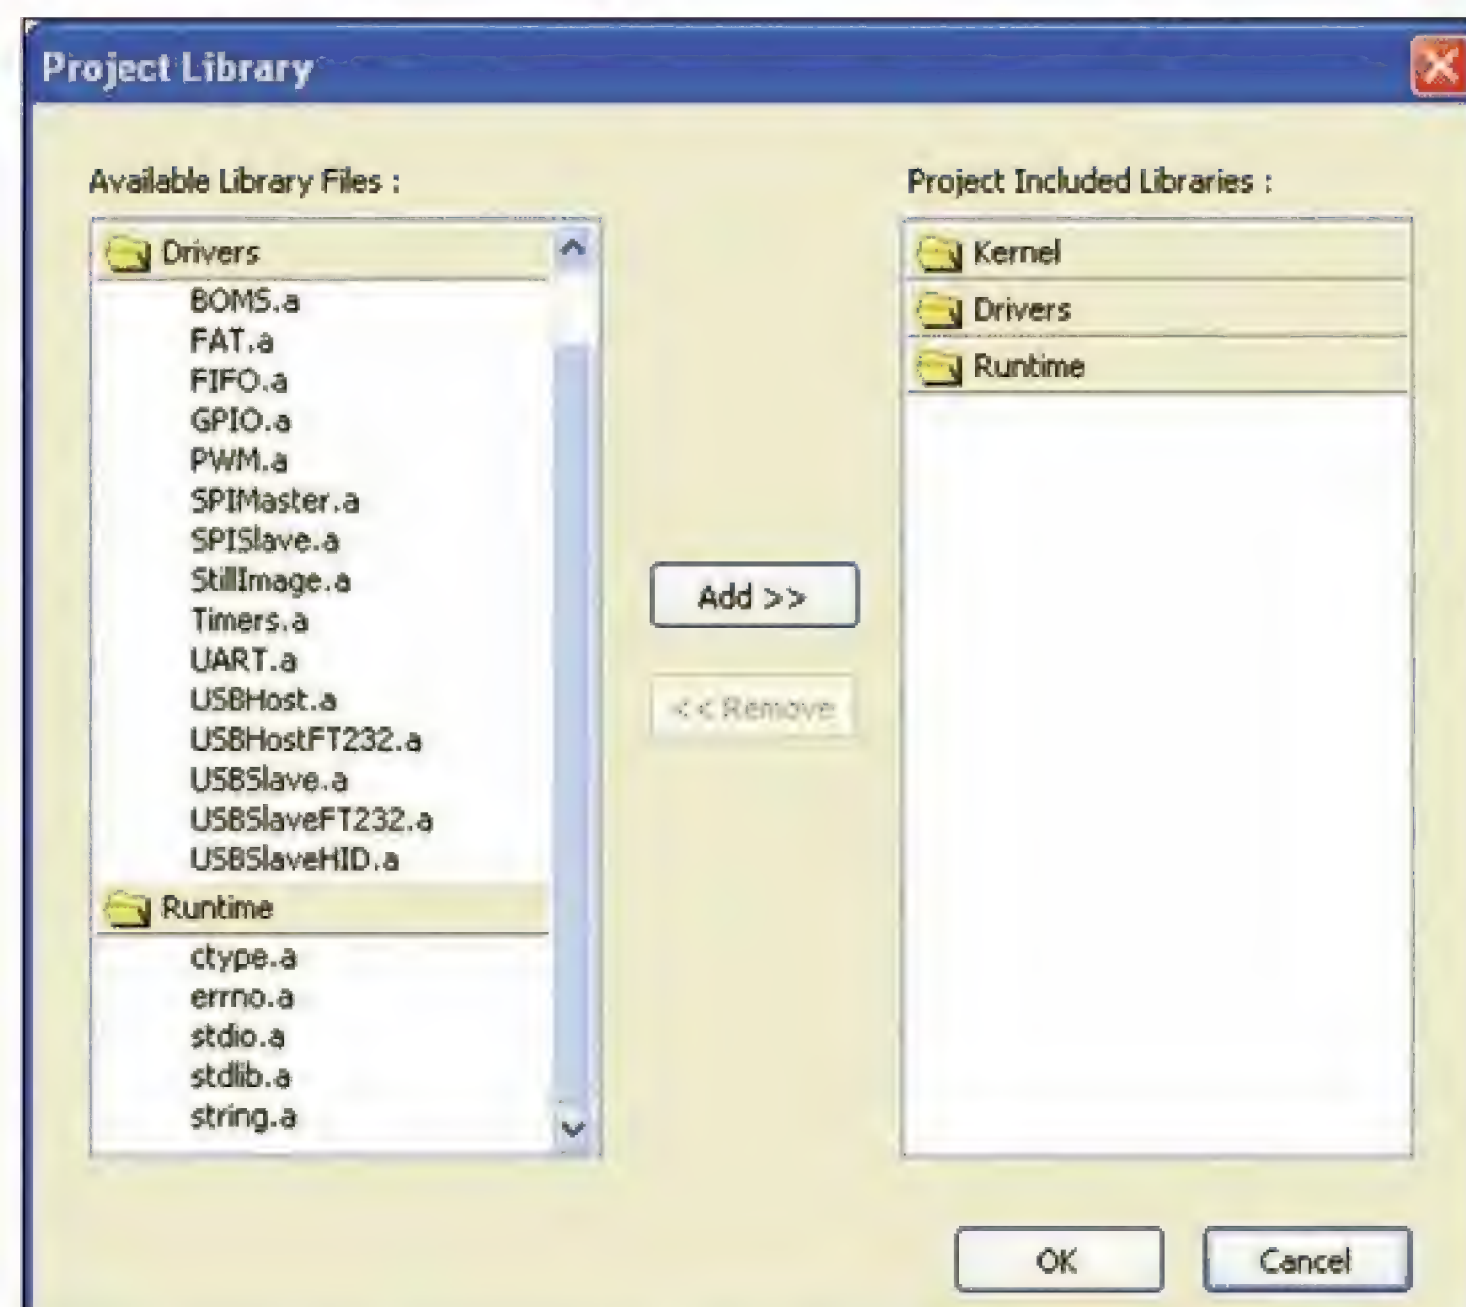 Project Library
Available Library Files :
Drivers
BOMS.a
FAT.a
FIFO.a
GPIO.a
PWM.a
SPIMaster.a
SPISlave.a
StillImage.a
Timers.a
UART.a
USBHost.a
USBHostFT232.a
USBSlave.a
USBSlaveFT232.a
USBSlaveHID.a
Runtime
ctype.a
errno.a
stdio.a
stdlib.a
string.a
Add >>
<< Remove
Project Included Libraries :
Kernel
Drivers
Runtime
OK
Cancel